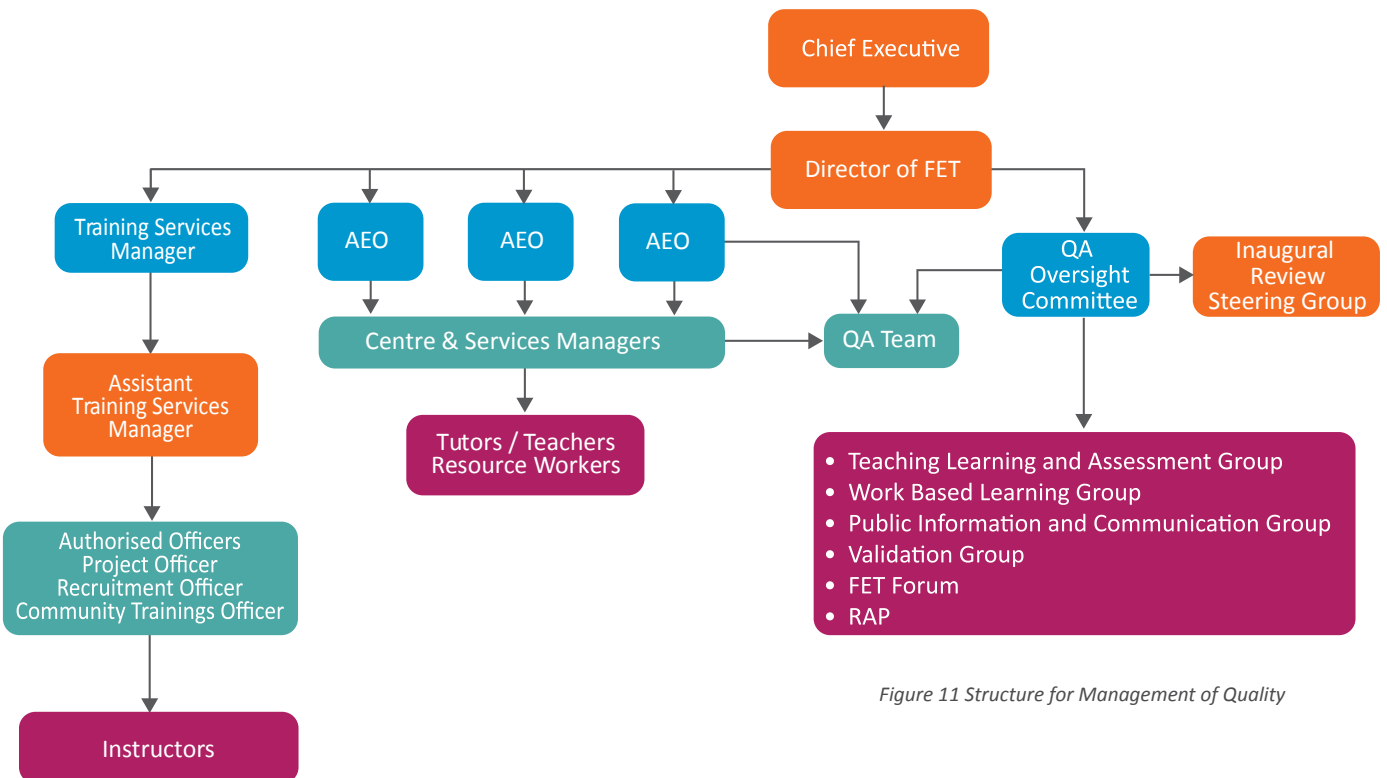 Chief Executive
Director of FET
Training Services
Manager
AEO
AEO
AEO
QA
Oversight
Committee
Inaugural
Review
Steering Group
Centre & Services Managers
QA Team
Assistant
Training Services
Manager
Tutors / Teachers
Resource Workers
• Teaching Learning and Assessment Group
• Work Based Learning Group
• Public Information and Communication Group
• Validation Group
• FET Forum
• RAP
Authorised Officers
Project Officer
Recruitment Officer
Community Trainings Officer
Instructors
Figure 11 Structure for Management of Quality